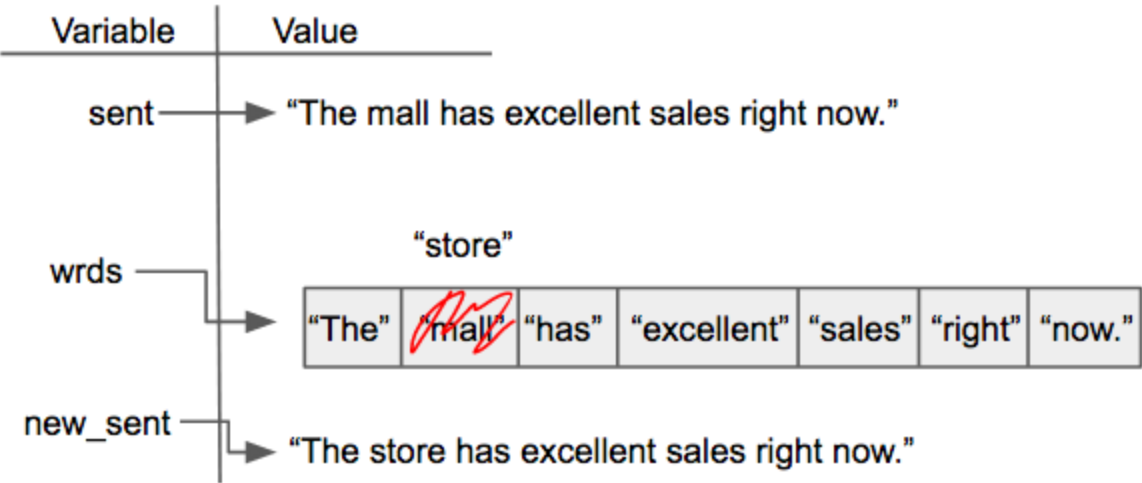 Variable Value
sent “The mall has excellent sales right now.”
“store”
wrds
“The” “mall” “has” “excellent” “sales” “right” “now.”
new_sent
“The store has excellent sales right now.”